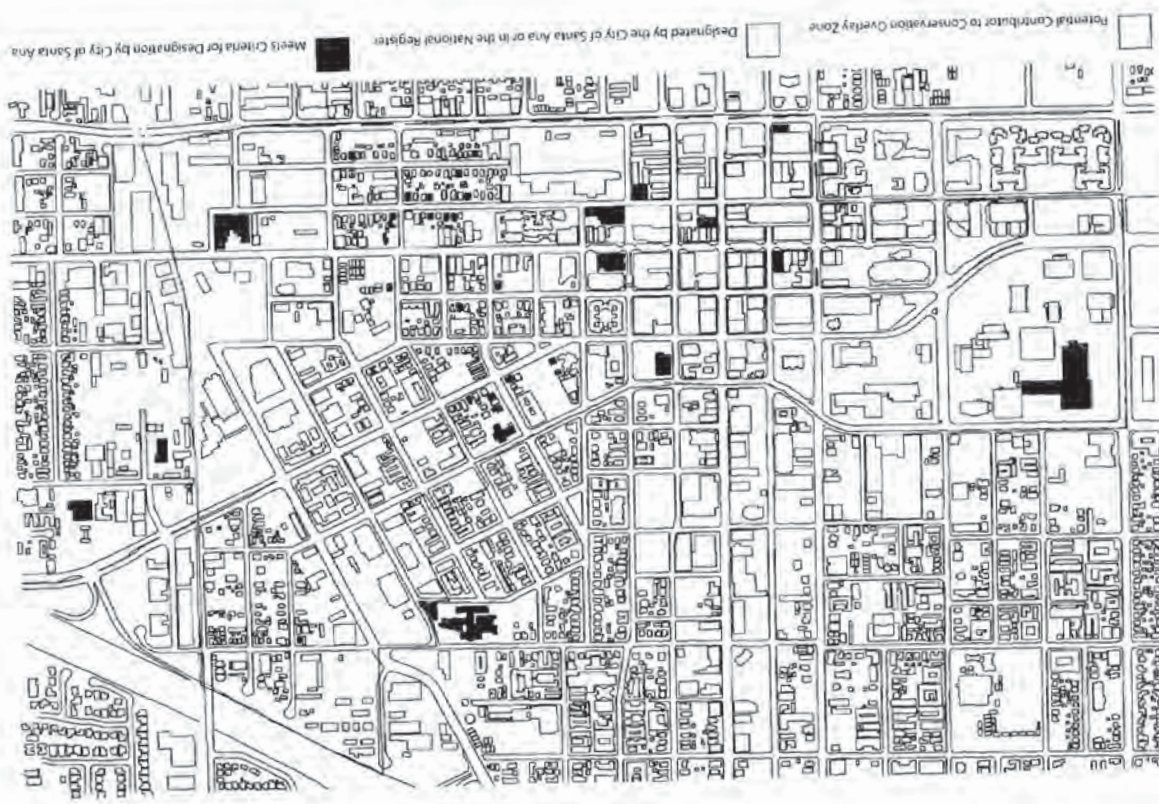 Potential Contributor to Conservation Overlay Zone
Designated by the City of Santa Ana or in the National Register
Meets Criteria for Designation by City of Santa Ana